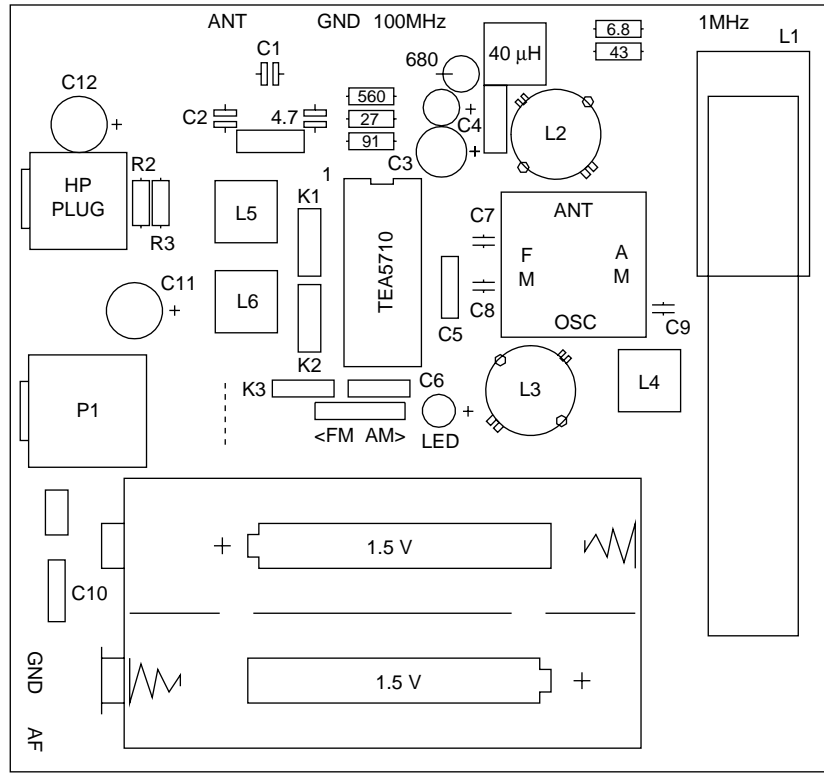 ANT GND 100MHz 1MHz
L1
6.8
43
40 μH
680
C1
C12
C2 4.7
560
27
91
C4
C3
L2
HP
PLUG
R2
R3
L5
K1
1
TEA5710
C7
ANT
F
M
A
M
OSC
C8
C5
C9
C11
L6
K2
K3
C6
P1
<FM AM>
LED
L3
L4
+
+
+
+
+
+ 1.5 V
C10
1.5 V +
GND
AF